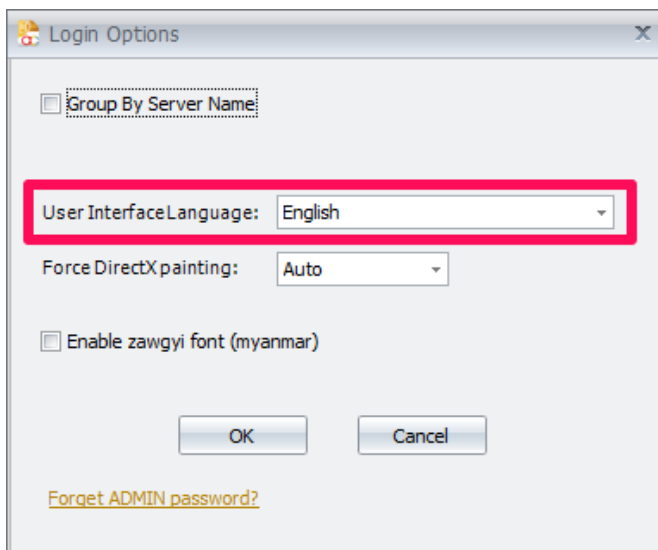 Login Options
Group By Server Name
User Interface Language: English
Force DirectX painting: Auto
Enable zawgyi font (myanmar)
OK Cancel
Forget ADMIN password?